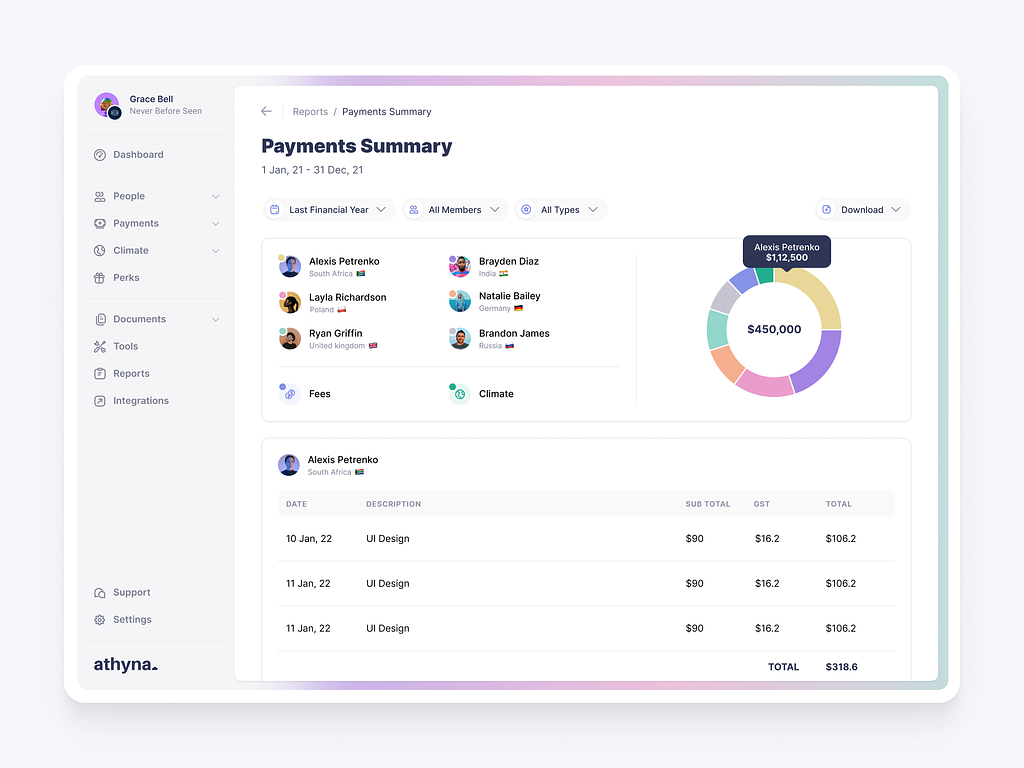 Grace Bell
Never Before Seen
Dashboard
People
Payments
Climate
Perks
Documents
Tools
Reports
Integrations
Support
Settings
athyna.
Reports / Payments Summary
Payments Summary
1 Jan, 21 - 31 Dec, 21
Last Financial Year
All Members
All Types
Download
Alexis Petrenko
South Africa
Brayden Diaz
India
Layla Richardson
Poland
Natalie Bailey
Germany
Ryan Griffin
United kingdom
Brandon James
Russia
Fees
Climate
Alexis Petrenko
$1,12,500
$450,000
Alexis Petrenko
South Africa
DATE DESCRIPTION SUB TOTAL GST TOTAL
10 Jan, 22 UI Design $90 $16.2 $106.2
11 Jan, 22 UI Design $90 $16.2 $106.2
11 Jan, 22 UI Design $90 $16.2 $106.2
TOTAL $318.6